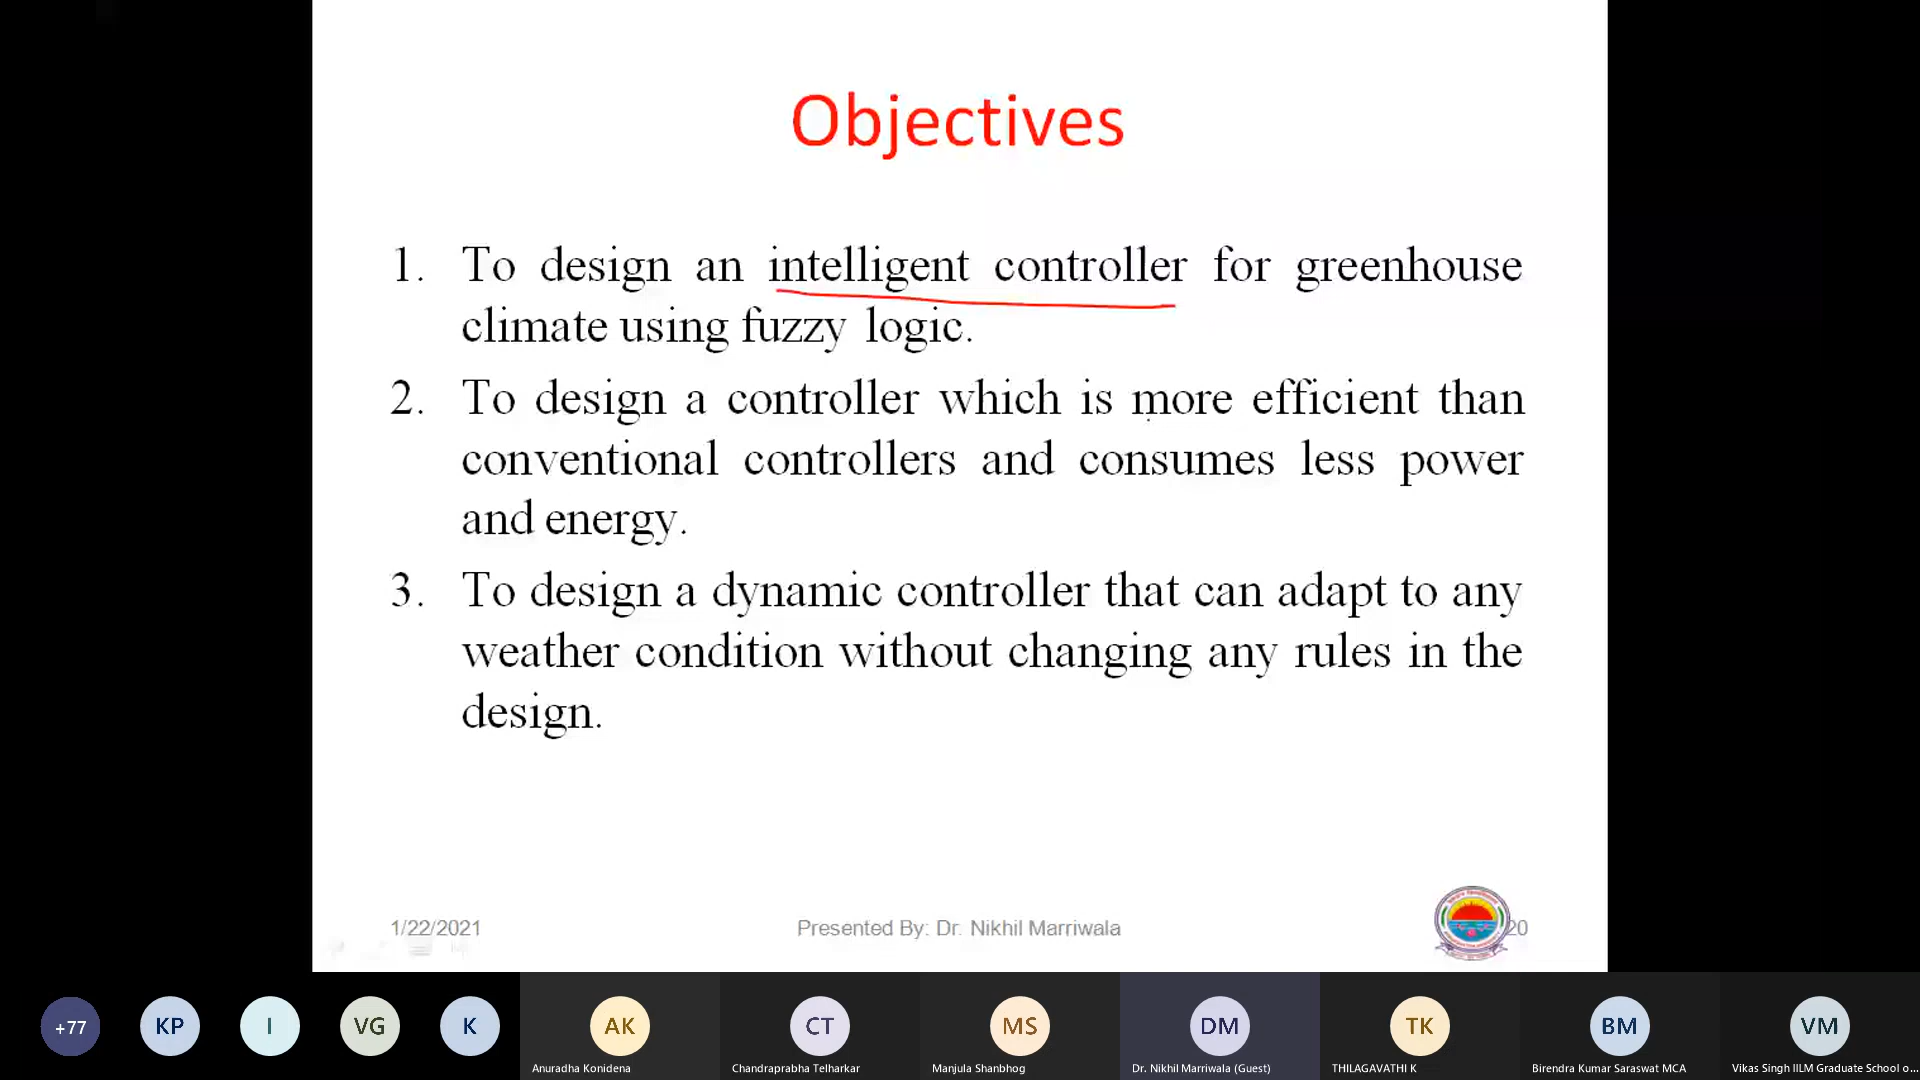 Objectives
1. To design an intelligent controller for greenhouse
climate using fuzzy logic.
2. To design a controller which is more efficient than
conventional controllers and consumes less power
and energy.
3. To design a dynamic controller that can adapt to any
weather condition without changing any rules in the
design.
1/22/2021 Presented By: Dr. Nikhil Marriwala 20
+77 KP I VG K AK CT MS DM TK BM VM
Anuradha Konidena Chandraprabha Telharkar Manjula Shanbhog Dr. Nikhil Marriwala (Guest) THILAGAVATHI K Birendra Kumar Saraswat MCA Vikas Singh IILM Graduate School o...